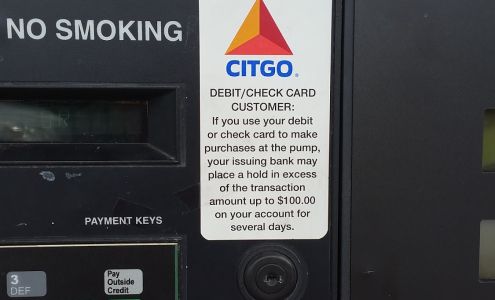 NO SMOKING
CITGO®
DEBIT/CHECK CARD
CUSTOMER:
If you use your debit
or check card to make
purchases at the pump,
your issuing bank may
place a hold in excess
of the transaction
amount up to $100.00
on your account for
several days.
PAYMENT KEYS
3
DEF
Pay
Outside
Credit